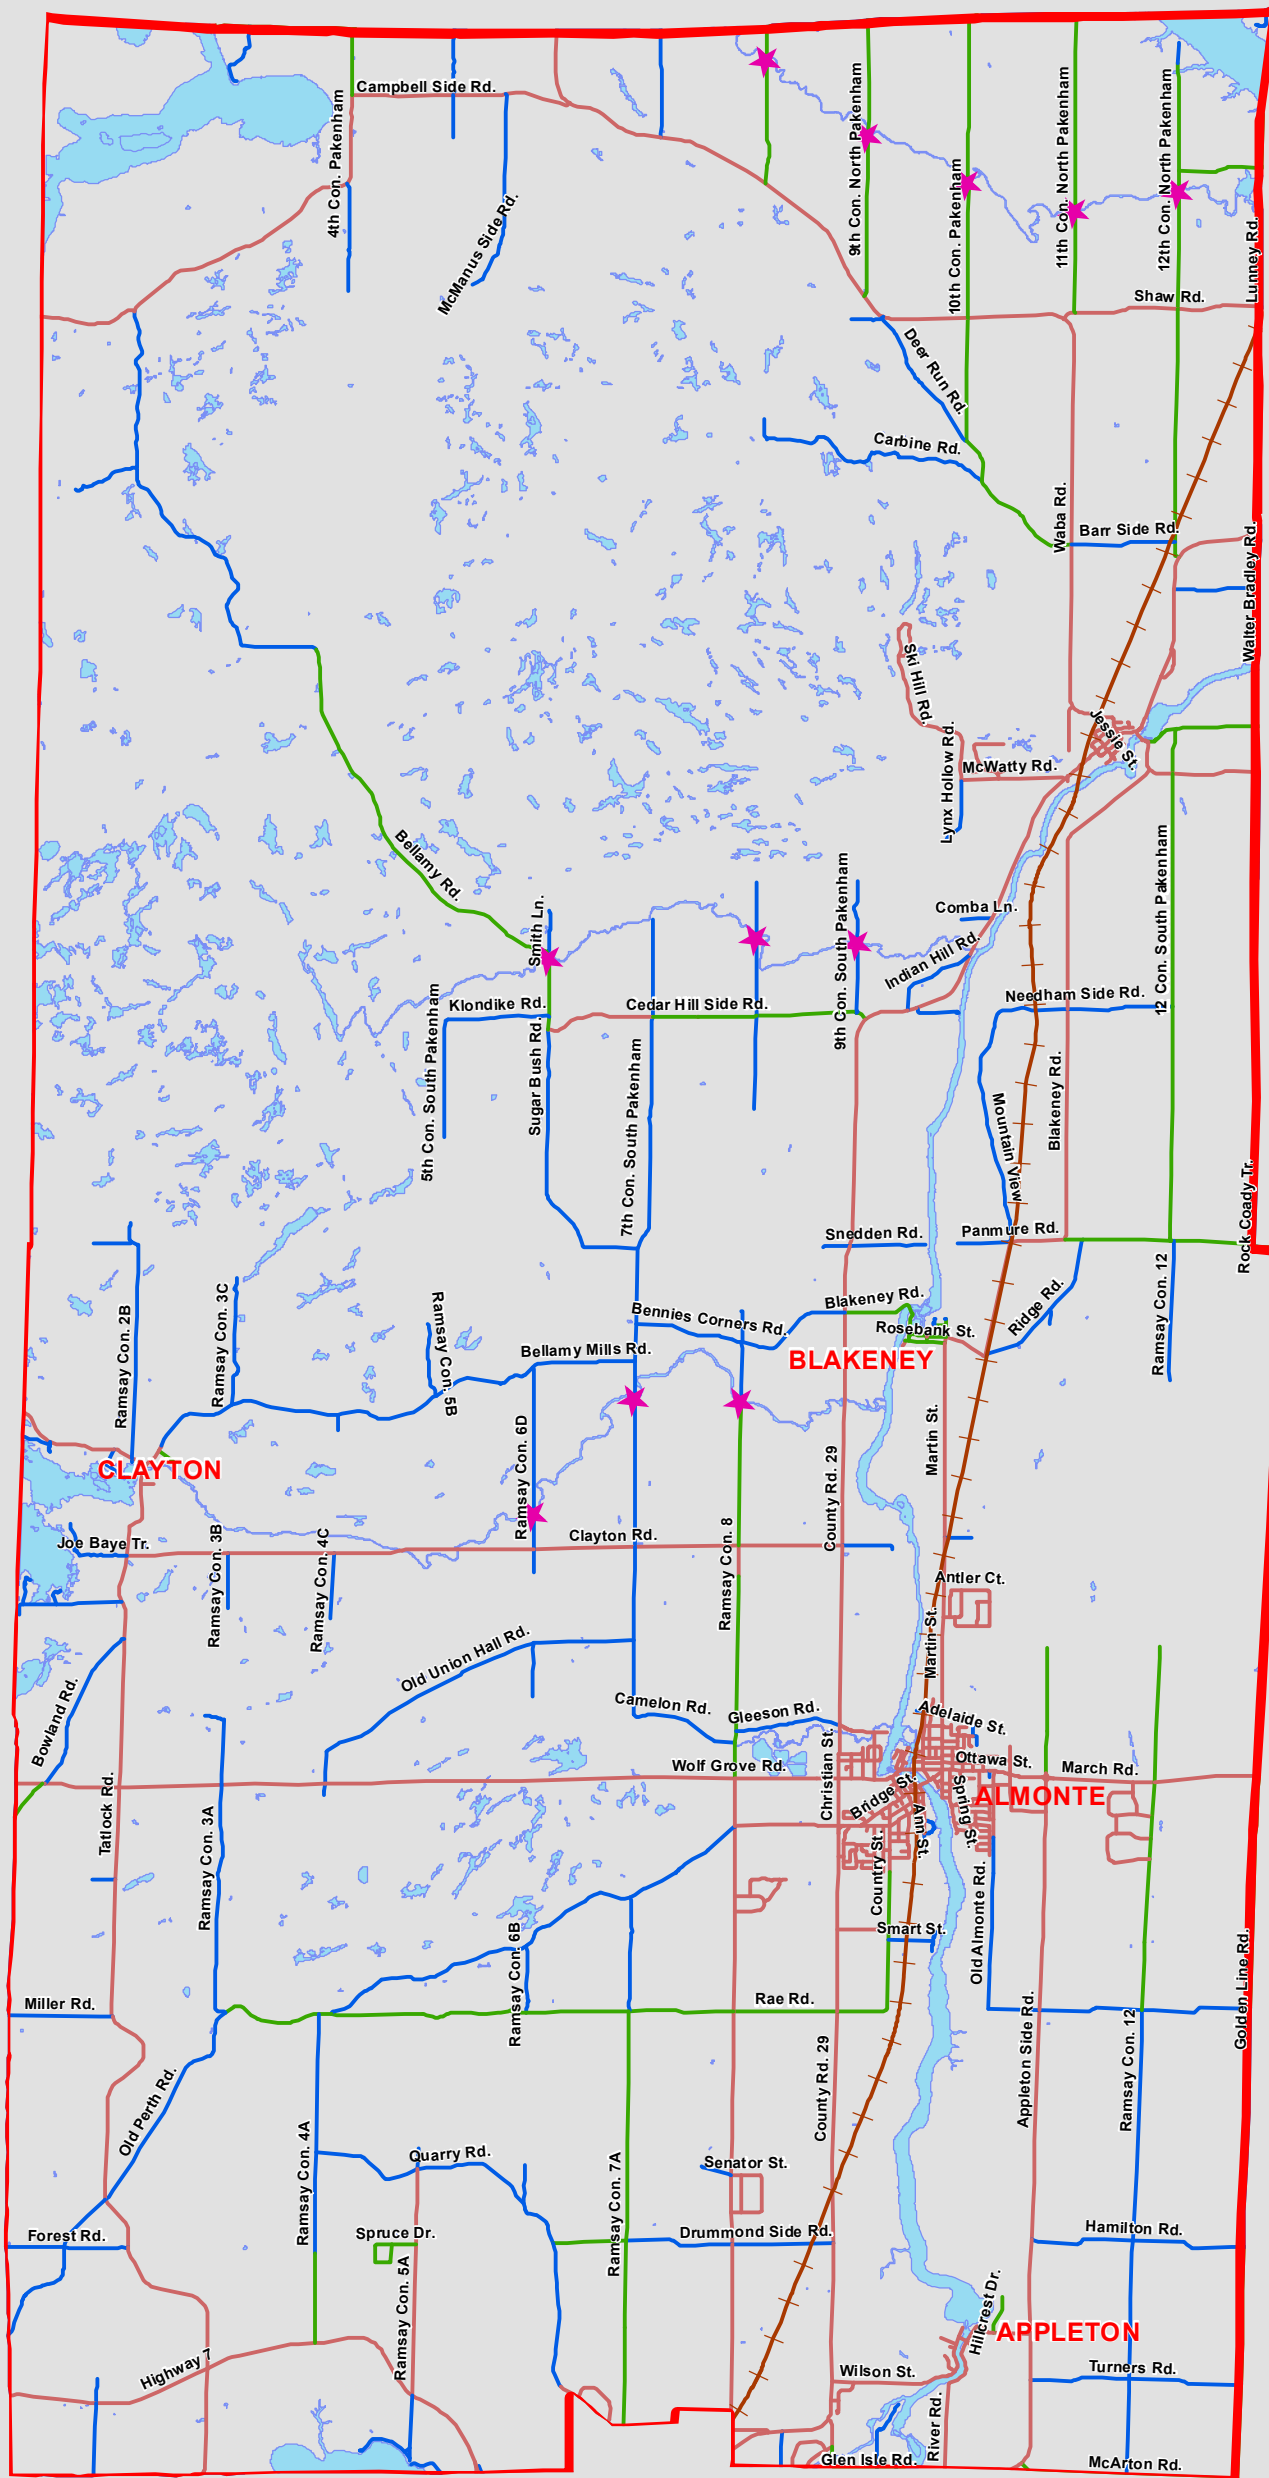 Campbell Side Rd.
4th Con. Pakenham
McManus Side Rd.
9th Con. North Pakenham
10th Con. Pakenham
11th Con. North Pakenham
12th Con. North Pakenham
Lunney Rd.
Shaw Rd.
Deer Run Rd.
Carbine Rd.
Waba Rd.
Barr Side Rd.
Walter Bradley Rd.
Ski Hill Rd.
Lynx Hollow Rd.
McWatty Rd.
Jessie St.
Bellamy Rd.
Smith Ln.
9th Con. South Pakenham
Comba Ln.
Indian Hill Rd.
12 Con. South Pakenham
Klondike Rd.
Cedar Hill Side Rd.
Needham Side Rd.
5th Con. South Pakenham
Sugar Bush Rd.
7th Con. South Pakenham
Mountain View
Blakeney Rd.
Snedden Rd.
Panmure Rd.
Rock Coady Tr.
Ramsay Con. 2B
Ramsay Con. 3C
Ramsay Con. 5B
Bennies Corners Rd.
Blakeney Rd.
Rosebank St.
Ridge Rd.
Ramsay Con. 12
Bellamy Mills Rd.
BLAKENEY
CLAYTON
Ramsay Con. 6D
Martin St.
County Rd. 29
Joe Baye Tr.
Ramsay Con. 3B
Ramsay Con. 4C
Clayton Rd.
Ramsay Con. 8
Antler Ct.
Martin St.
Bowland Rd.
Old Union Hall Rd.
Camelon Rd.
Gleeson Rd.
Adelaide St.
Wolf Grove Rd.
Ottawa St.
March Rd.
Tatlock Rd.
Ramsay Con. 3A
Christian St.
Bridge St.
ALMONTE
Ann St.
Spring St.
Country St.
Old Almonte Rd.
Smart St.
Ramsay Con. 6B
Golden Line Rd.
Miller Rd.
Rae Rd.
Old Perth Rd.
County Rd. 29
Appleton Side Rd.
Ramsay Con. 12
Ramsay Con. 4A
Quarry Rd.
Ramsay Con. 7A
Senator St.
Forest Rd.
Spruce Dr.
Drummond Side Rd.
Hamilton Rd.
Ramsay Con. 5A
Hillcrest Dr.
APPLETON
Highway 7
Wilson St.
Turners Rd.
River Rd.
Glen Isle Rd.
McArton Rd.